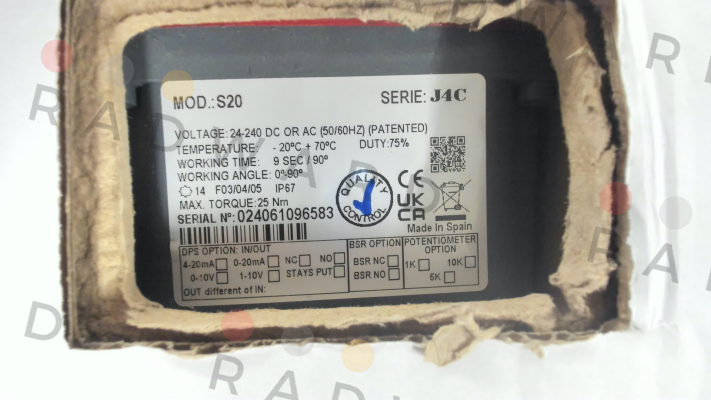 MOD.: S20 SERIE: J4C
VOLTAGE: 24-240 DC OR AC (50/60HZ) (PATENTED)
TEMPERATURE: - 20ºC + 70ºC DUTY: 75%
WORKING TIME: 9 SEC / 90º
WORKING ANGLE: 0º-90º
14 F03/04/05 IP67
MAX. TORQUE: 25 Nm
SERIAL Nº: 024061096583
QUALITY CONTROL
CE
UK
CA
Made In Spain
DPS OPTION: IN/OUT
4-20mA 0-20mA NC NO
0-10V 1-10V STAYS PUT
OUT different of IN:
BSR OPTION
BSR NC
BSR NO
POTENTIOMETER
OPTION
1K 10K
5K
RADWARD
RADWARD